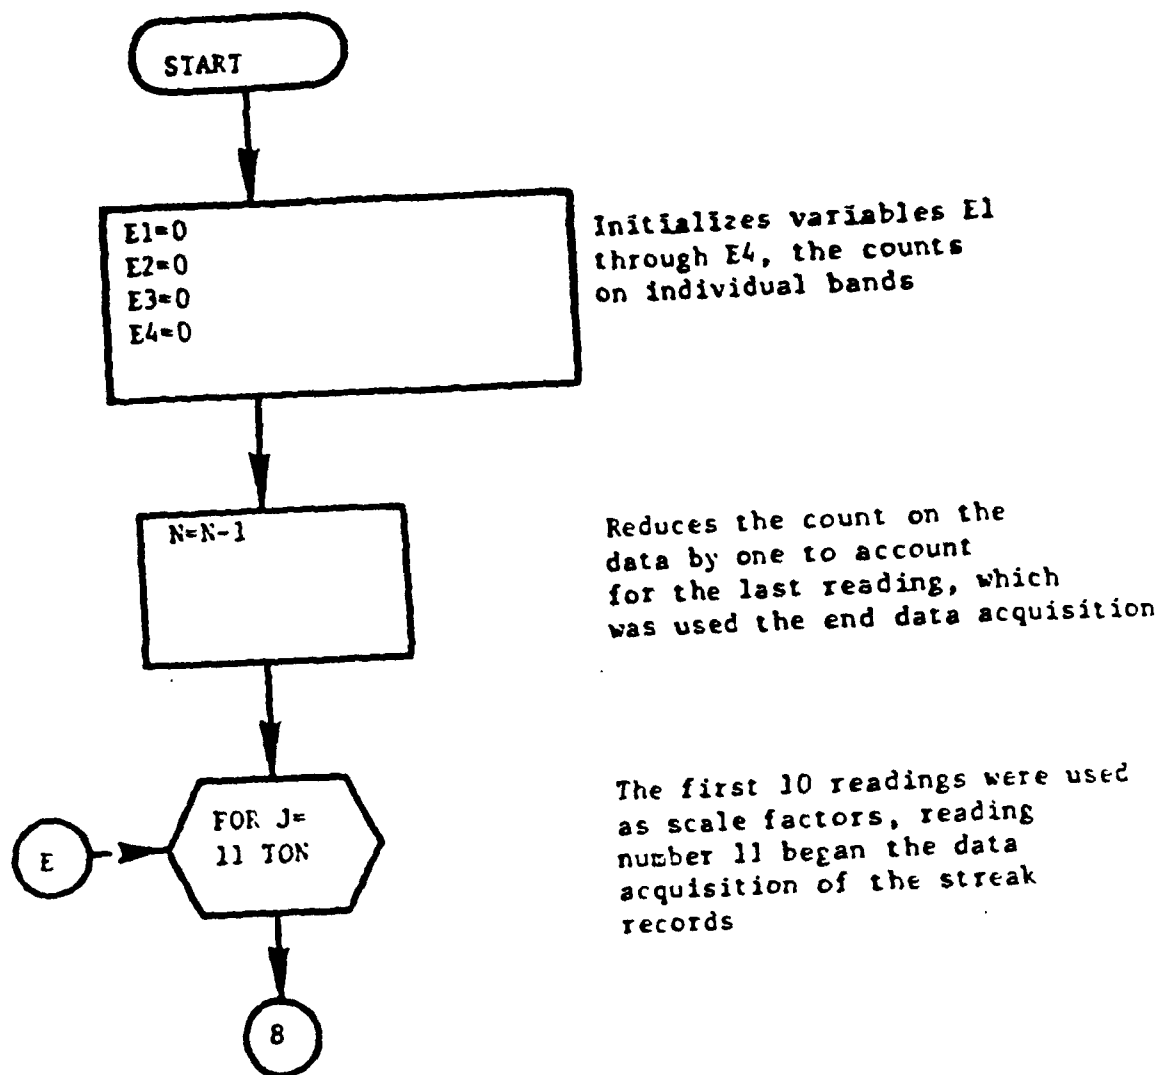 START
E1=0
E2=0
E3=0
E4=0
Initializes variables E1
through E4, the counts
on individual bands
N=N-1
Reduces the count on the
data by one to account
for the last reading, which
was used the end data acquisition
FOR J=
11 TON
E
The first 10 readings were used
as scale factors, reading
number 11 began the data
acquisition of the streak
records
8